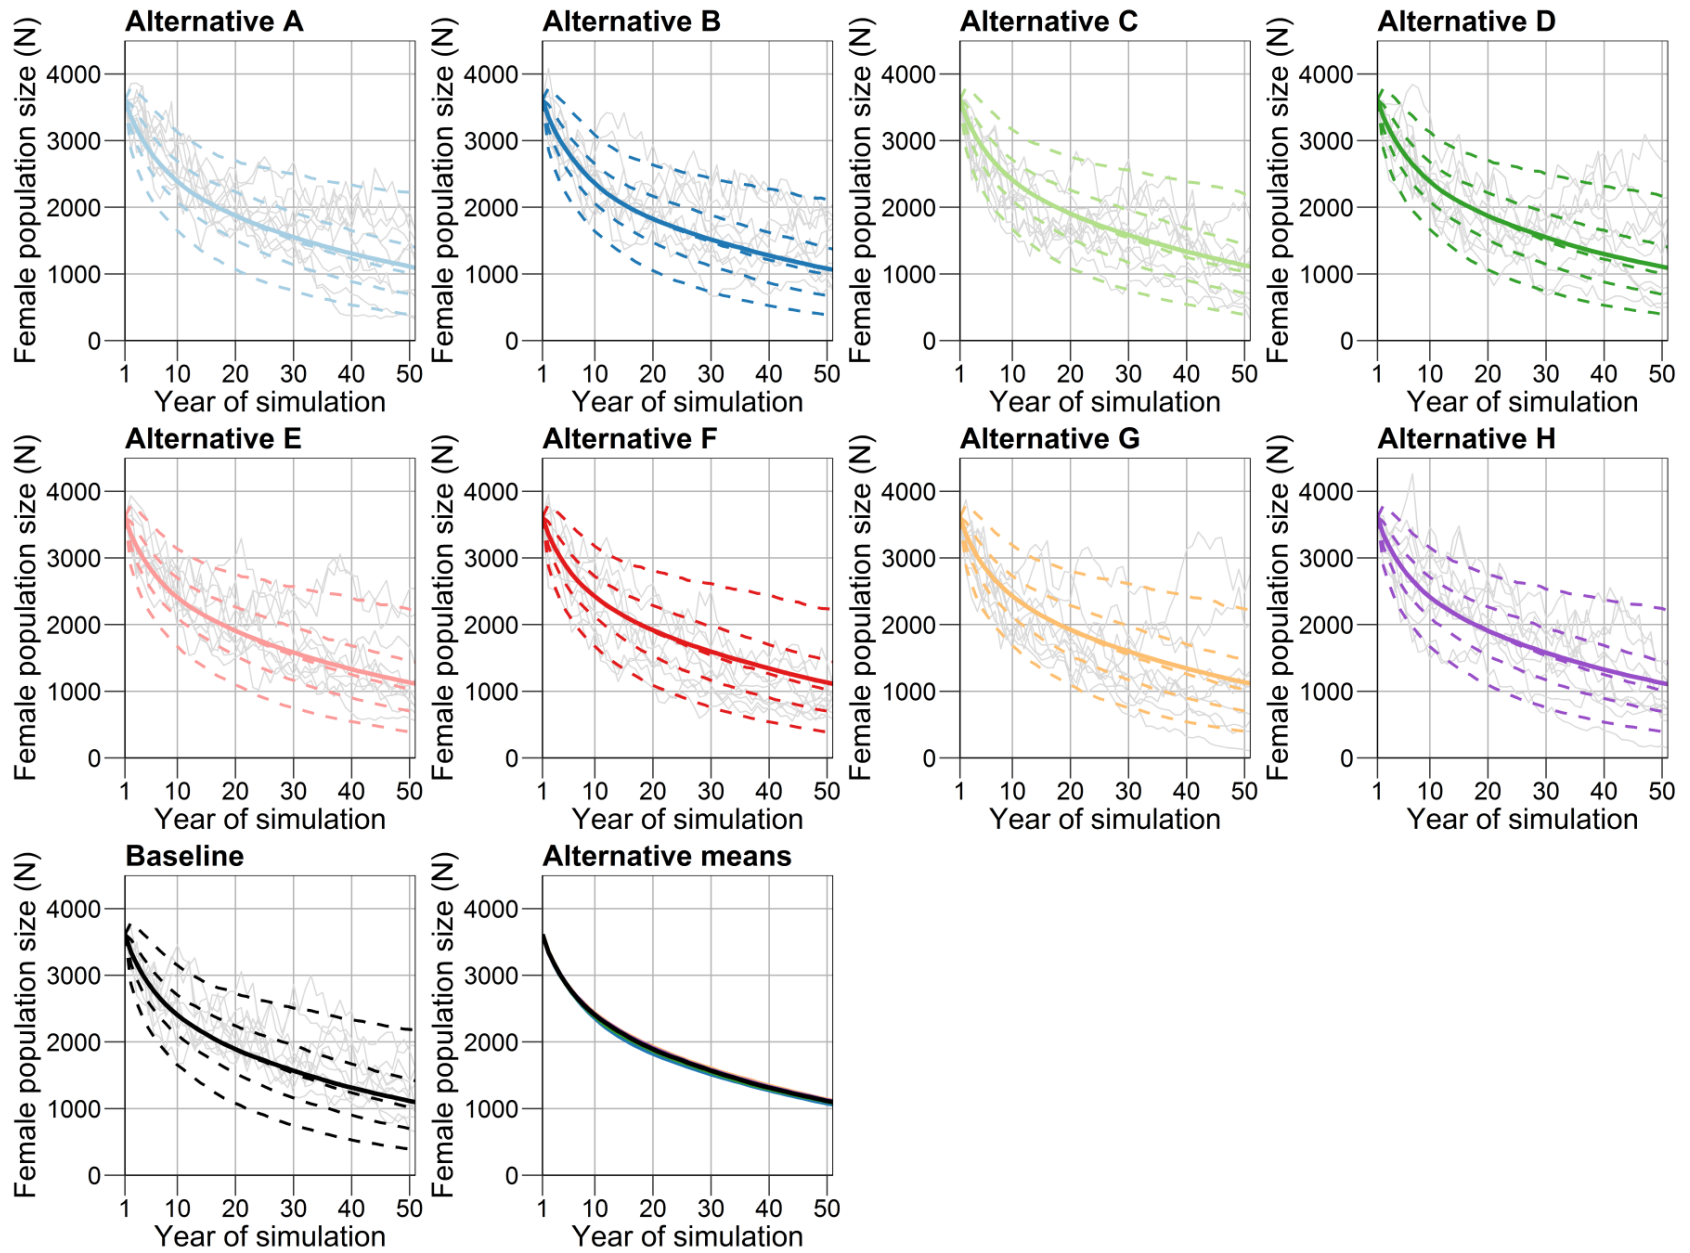 Alternative A
Female population size (N)
4000
3000
2000
1000
0
1 10 20 30 40 50
Year of simulation
Alternative B
Female population size (N)
4000
3000
2000
1000
0
1 10 20 30 40 50
Year of simulation
Alternative C
Female population size (N)
4000
3000
2000
1000
0
1 10 20 30 40 50
Year of simulation
Alternative D
Female population size (N)
4000
3000
2000
1000
0
1 10 20 30 40 50
Year of simulation
Alternative E
Female population size (N)
4000
3000
2000
1000
0
1 10 20 30 40 50
Year of simulation
Alternative F
Female population size (N)
4000
3000
2000
1000
0
1 10 20 30 40 50
Year of simulation
Alternative G
Female population size (N)
4000
3000
2000
1000
0
1 10 20 30 40 50
Year of simulation
Alternative H
Female population size (N)
4000
3000
2000
1000
0
1 10 20 30 40 50
Year of simulation
Baseline
Female population size (N)
4000
3000
2000
1000
0
1 10 20 30 40 50
Year of simulation
Alternative means
Female population size (N)
4000
3000
2000
1000
0
1 10 20 30 40 50
Year of simulation